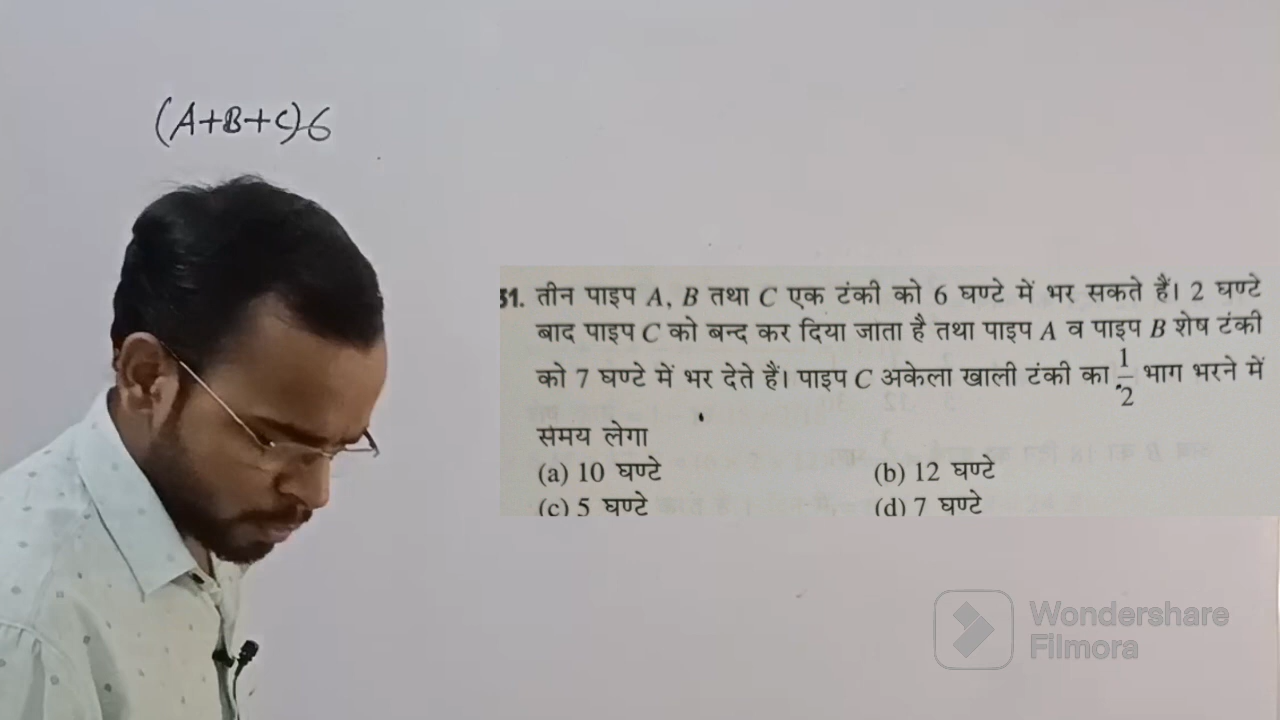 (A+B+C)-6
31. तीन पाइप A, B तथा C एक टंकी को 6 घण्टे में भर सकते हैं। 2 घण्टे
बाद पाइप C को बन्द कर दिया जाता है तथा पाइप A व पाइप B शेष टंकी
को 7 घण्टे में भर देते हैं। पाइप C अकेला खाली टंकी का 1/2 भाग भरने में
समय लेगा
(a) 10 घण्टे (b) 12 घण्टे
(c) 5 घण्टे (d) 7 घण्टे
Wondershare
Filmora